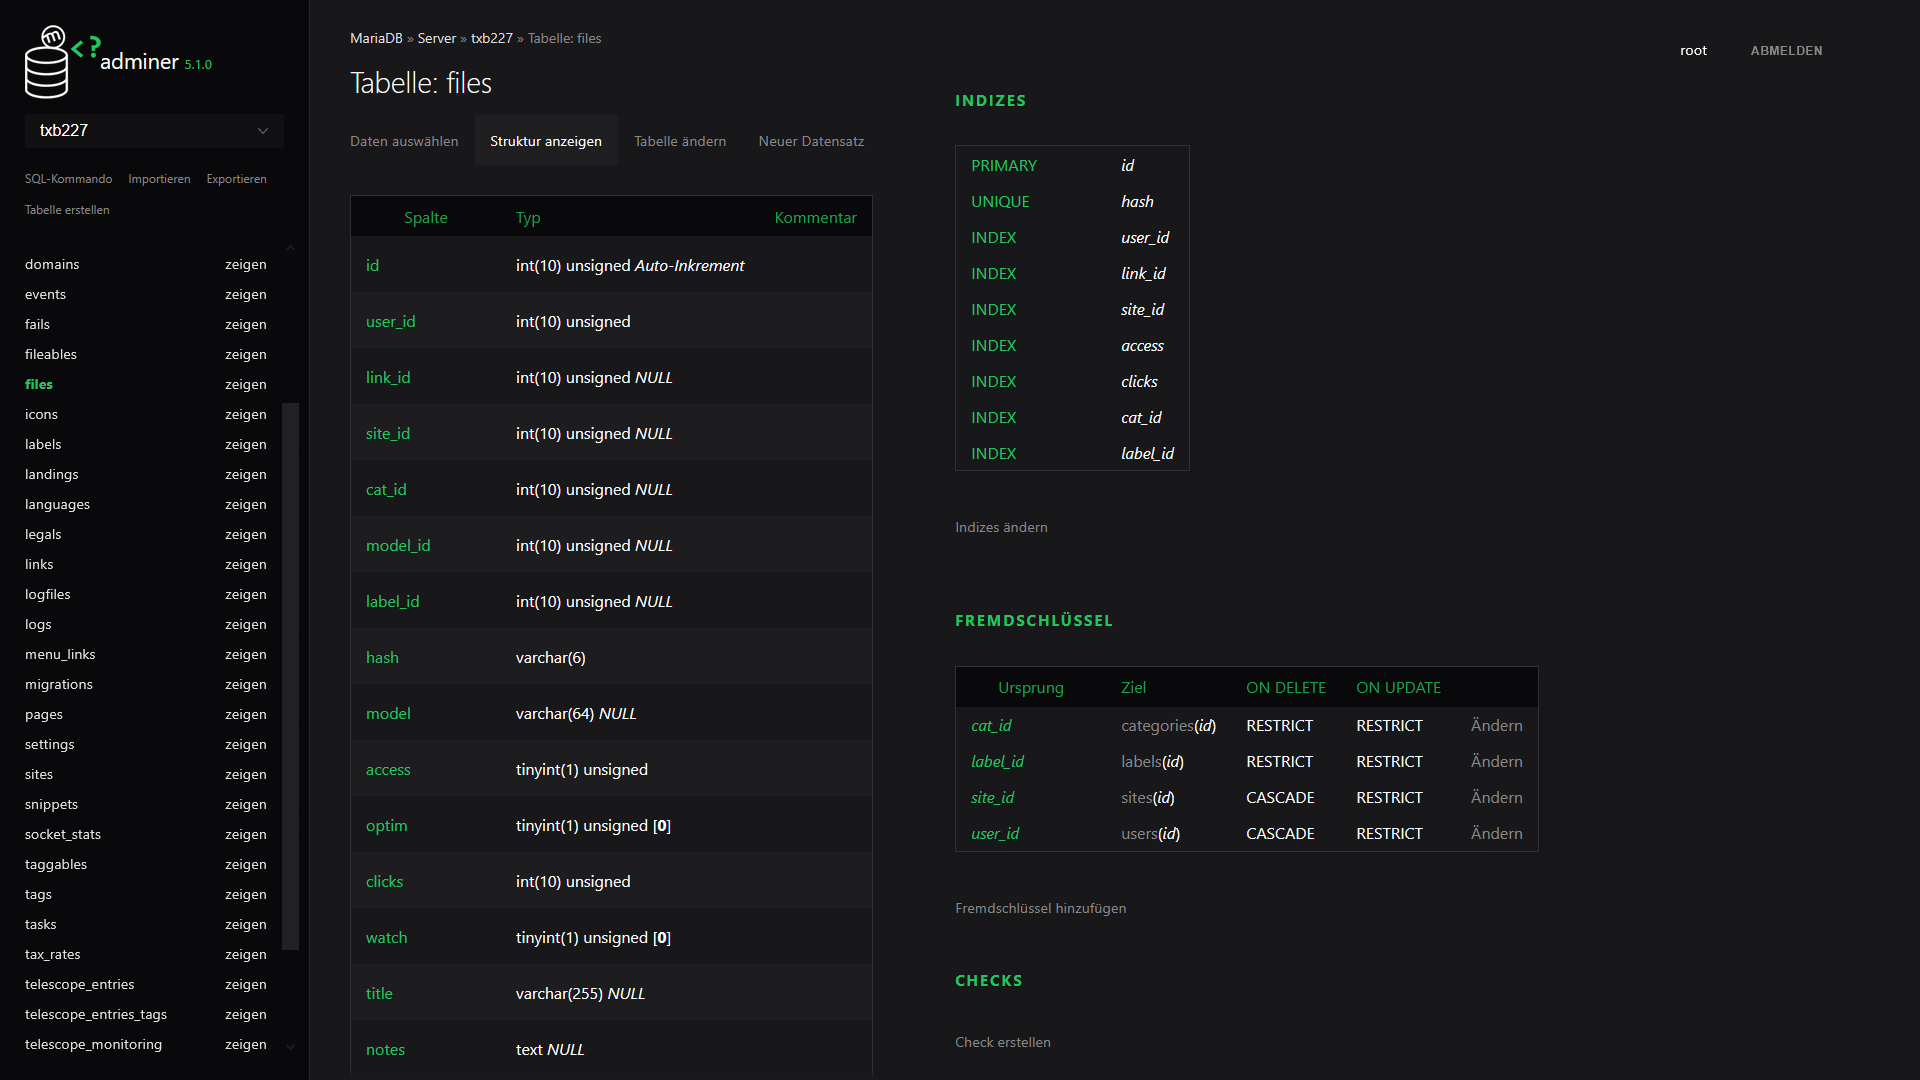 adminer 5.1.0
txb227
SQL-Kommando Importieren Exportieren
Tabelle erstellen
domains zeigen
events zeigen
fails zeigen
fileables zeigen
files zeigen
icons zeigen
labels zeigen
landings zeigen
languages zeigen
legals zeigen
links zeigen
logfiles zeigen
logs zeigen
menu_links zeigen
migrations zeigen
pages zeigen
settings zeigen
sites zeigen
snippets zeigen
socket_stats zeigen
taggables zeigen
tags zeigen
tasks zeigen
tax_rates zeigen
telescope_entries zeigen
telescope_entries_tags zeigen
telescope_monitoring zeigen
MariaDB » Server » txb227 » Tabelle: files
root ABMELDEN
Tabelle: files
Daten auswählen Struktur anzeigen Tabelle ändern Neuer Datensatz
Spalte Typ Kommentar
id int(10) unsigned Auto-Inkrement
user_id int(10) unsigned
link_id int(10) unsigned NULL
site_id int(10) unsigned NULL
cat_id int(10) unsigned NULL
model_id int(10) unsigned NULL
label_id int(10) unsigned NULL
hash varchar(6)
model varchar(64) NULL
access tinyint(1) unsigned
optim tinyint(1) unsigned [0]
clicks int(10) unsigned
watch tinyint(1) unsigned [0]
title varchar(255) NULL
notes text NULL
INDIZES
PRIMARY id
UNIQUE hash
INDEX user_id
INDEX link_id
INDEX site_id
INDEX access
INDEX clicks
INDEX cat_id
INDEX label_id
Indizes ändern
FREMDSCHLÜSSEL
Ursprung Ziel ON DELETE ON UPDATE
cat_id categories(id) RESTRICT RESTRICT Ändern
label_id labels(id) RESTRICT RESTRICT Ändern
site_id sites(id) CASCADE RESTRICT Ändern
user_id users(id) CASCADE RESTRICT Ändern
Fremdschlüssel hinzufügen
CHECKS
Check erstellen